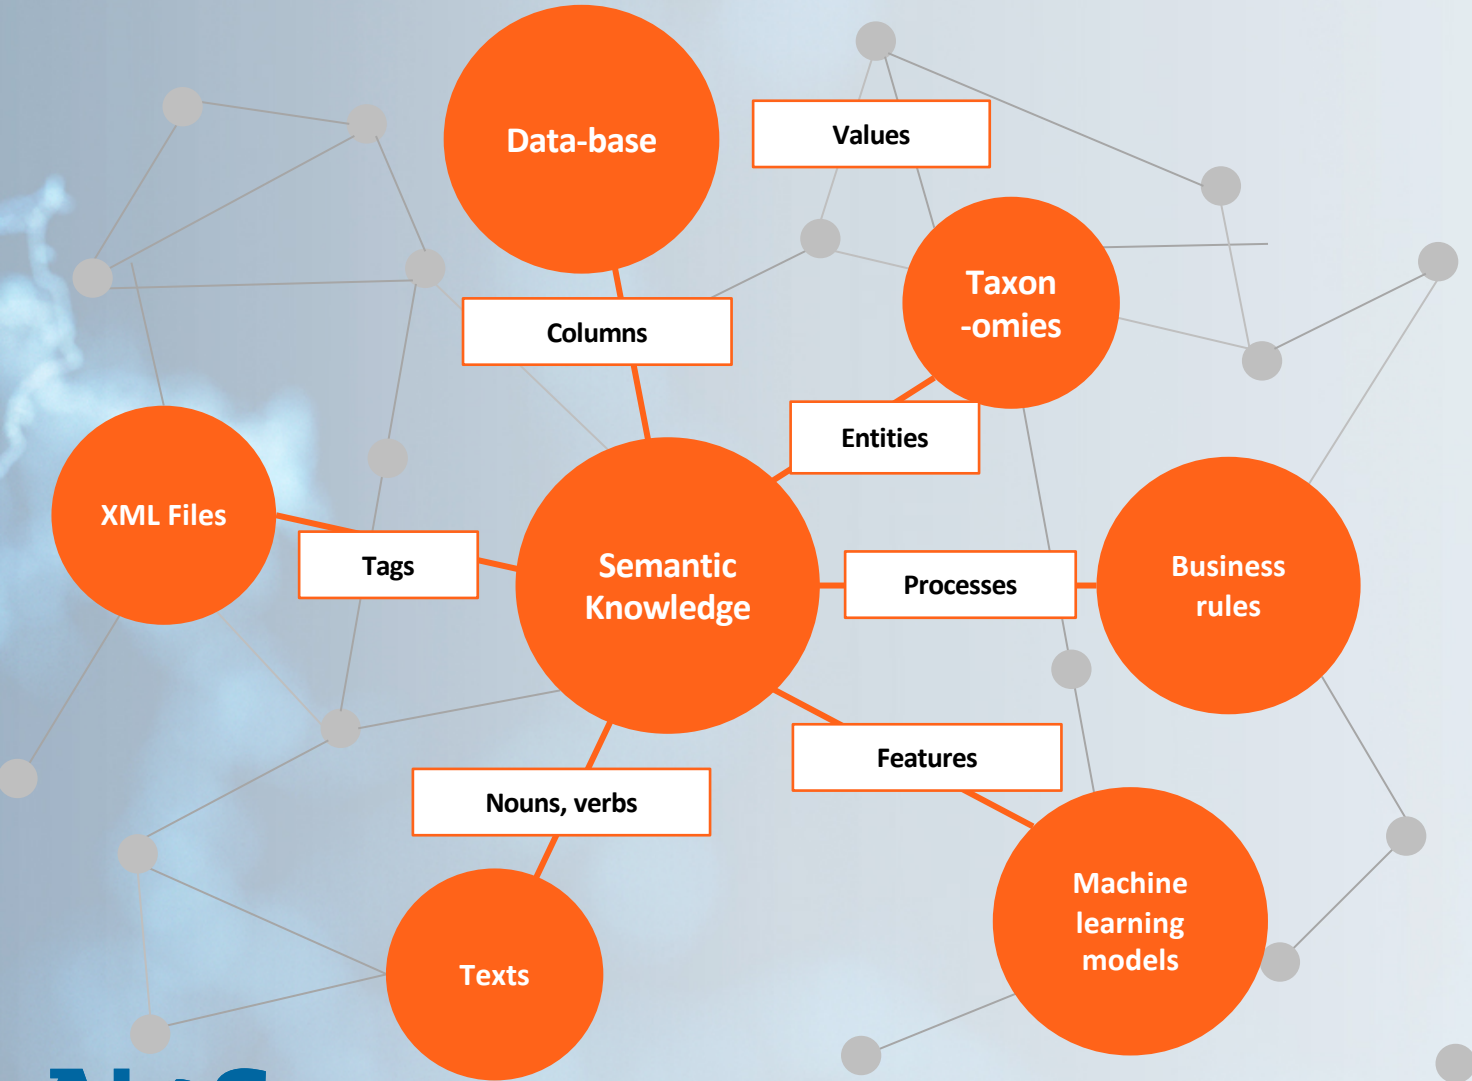 Data-base
Values
Taxon
-omies
Columns
Entities
XML Files
Tags
Semantic
Knowledge
Processes
Business
rules
Features
Nouns, verbs
Machine
learning
models
Texts